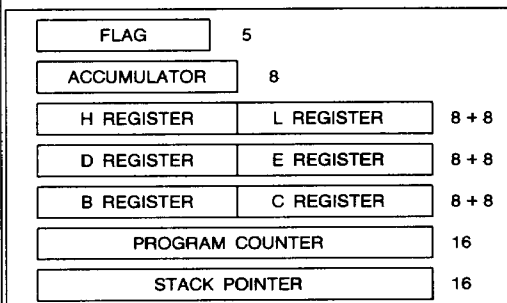 FLAG 5
ACCUMULATOR 8
H REGISTER L REGISTER 8 + 8
D REGISTER E REGISTER 8 + 8
B REGISTER C REGISTER 8 + 8
PROGRAM COUNTER 16
STACK POINTER 16